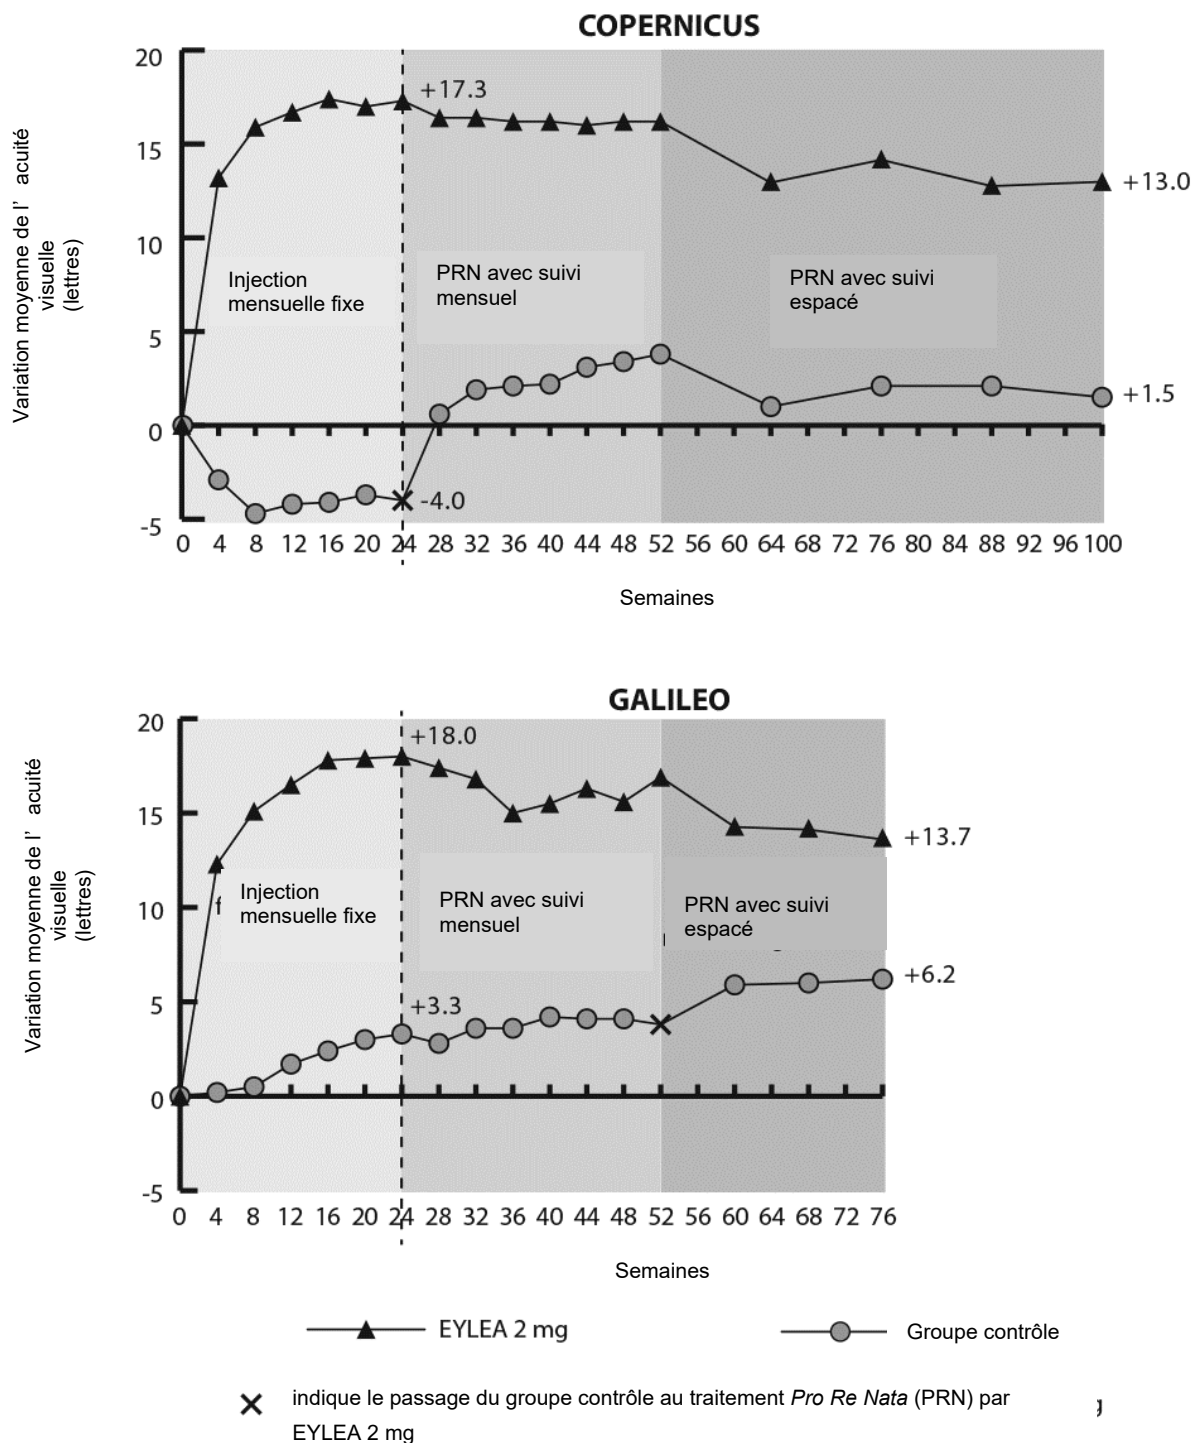 COPERNICUS
Variation moyenne de l’ acuité
visuelle
(lettres)
20
15
10
5
0
-5
+17.3
+13.0
Injection
mensuelle fixe
PRN avec suivi
mensuel
PRN avec suivi
espacé
+1.5
-4.0
0 4 8 12 16 20 24 28 32 36 40 44 48 52 56 60 64 68 72 76 80 84 88 92 96 100
Semaines
GALILEO
Variation moyenne de l’ acuité
visuelle
(lettres)
20
15
10
5
0
-5
+18.0
+13.7
Injection
mensuelle fixe
PRN avec suivi
mensuel
PRN avec suivi
espacé
+6.2
+3.3
0 4 8 12 16 20 24 28 32 36 40 44 48 52 56 60 64 68 72 76
Semaines
EYLEA 2 mg
Groupe contrôle
indique le passage du groupe contrôle au traitement Pro Re Nata (PRN) par
EYLEA 2 mg